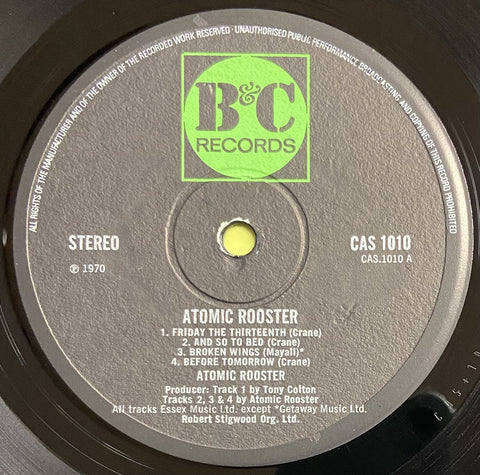 ALL RIGHTS OF THE MANUFACTURER AND OF THE OWNER OF THE RECORDED WORK RESERVED · UNAUTHORISED PUBLIC PERFORMANCE BROADCASTING AND COPYING OF THIS RECORD PROHIBITED
B&C
RECORDS
STEREO
CAS 1010
℗ 1970
CAS.1010 A
ATOMIC ROOSTER
1. FRIDAY THE THIRTEENTH (Crane)
2. AND SO TO BED (Crane)
3. BROKEN WINGS (Mayall)*
4. BEFORE TOMORROW (Crane)
ATOMIC ROOSTER
Producer: Track 1 by Tony Colton
Tracks 2, 3 & 4 by Atomic Rooster
All tracks Essex Music Ltd. except *Getaway Music Ltd./
Robert Stigwood Org. Ltd.